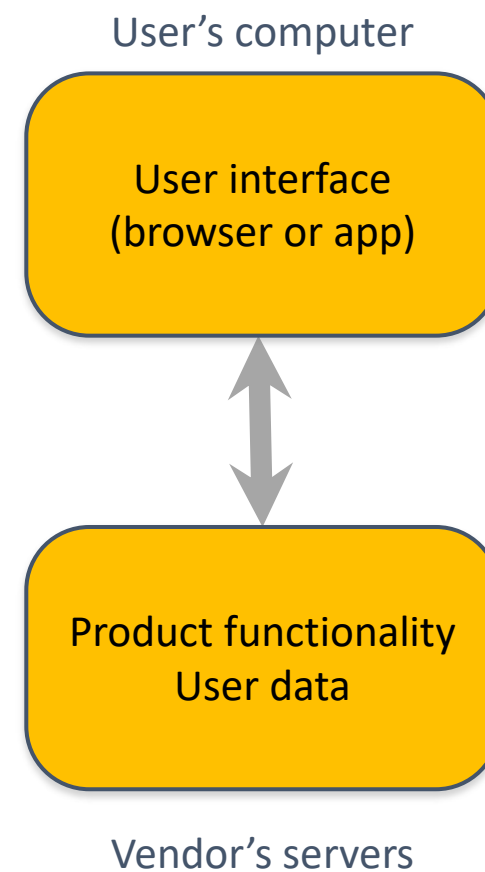 User’s computer
User interface
(browser or app)
Product functionality
User data
Vendor’s servers